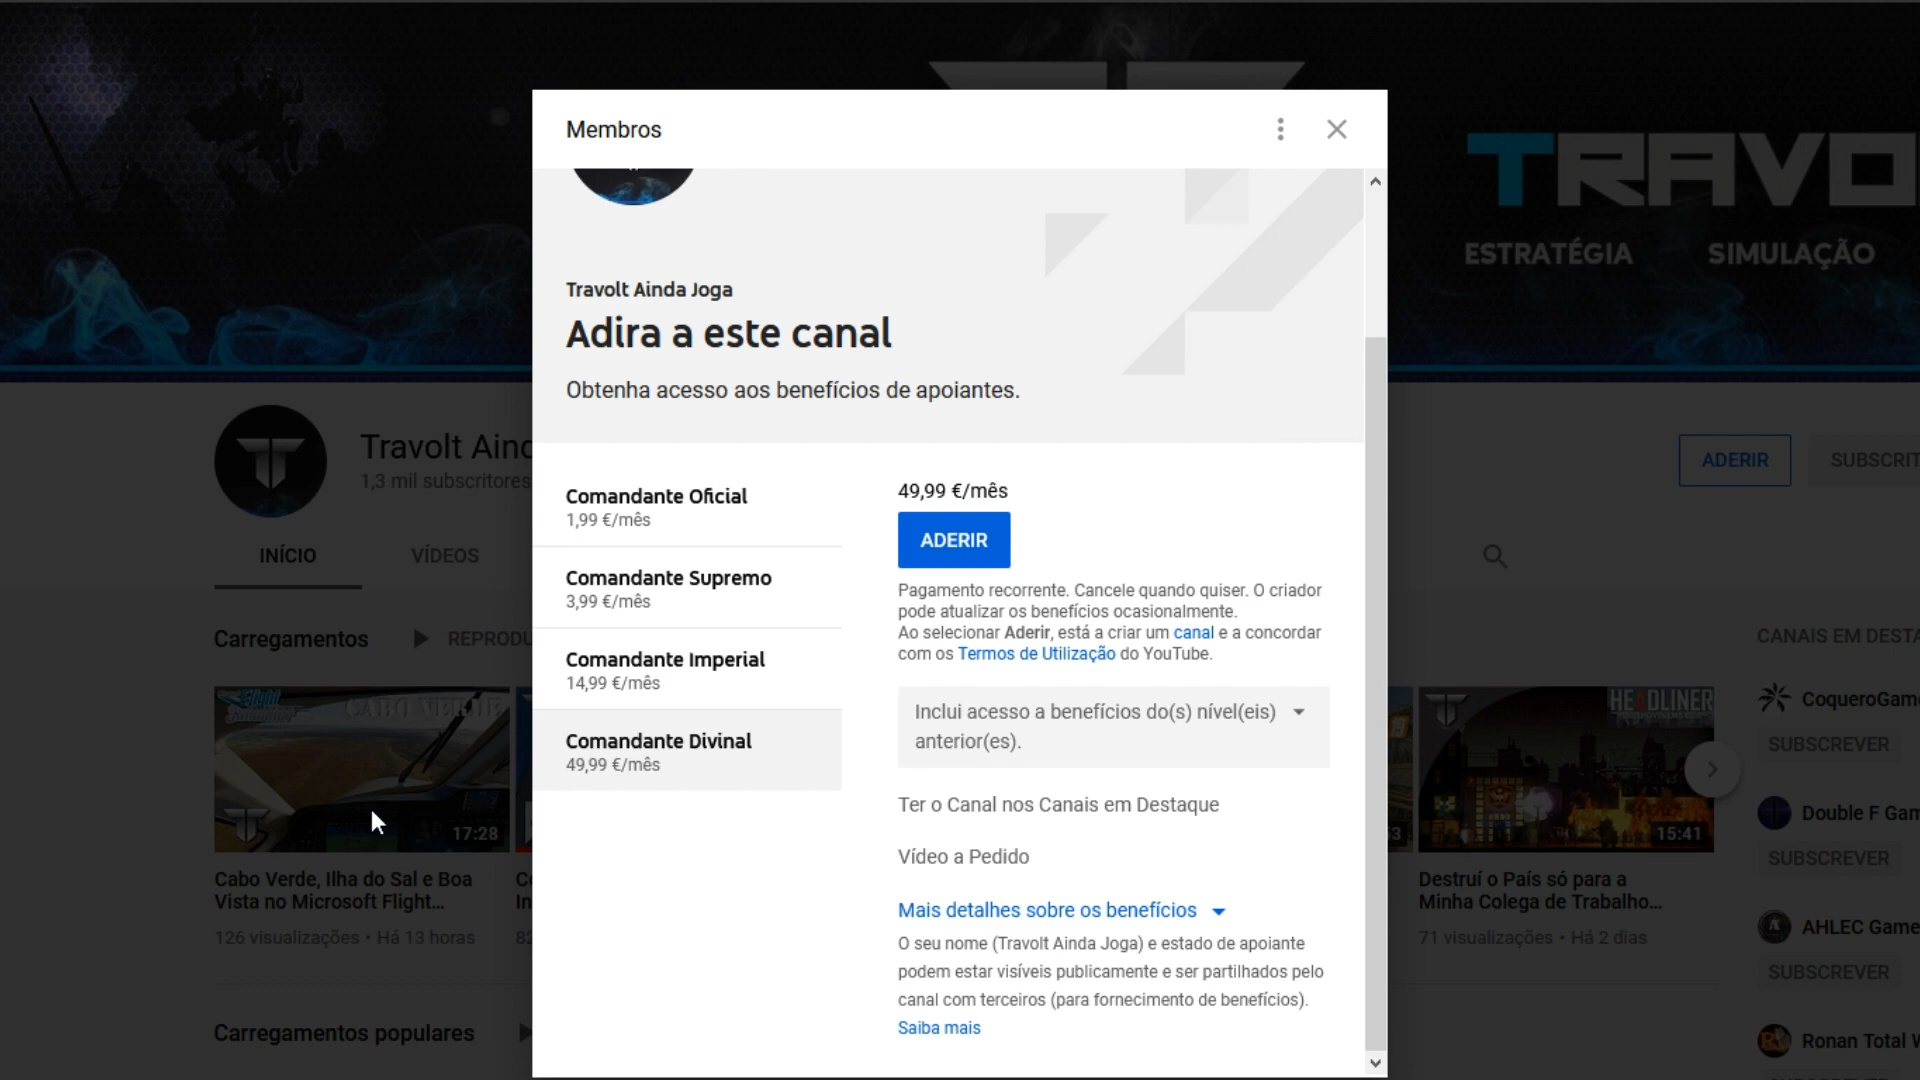 Membros
TRAVO
ESTRATÉGIA SIMULAÇÃO
Travolt Ainda Joga
Adira a este canal
Obtenha acesso aos benefícios de apoiantes.
Travolt Aind
1,3 mil subscritores
ADERIR SUBSCRIT
INÍCIO VÍDEOS
Comandante Oficial
1,99 €/mês
Comandante Supremo
3,99 €/mês
Comandante Imperial
14,99 €/mês
Comandante Divinal
49,99 €/mês
49,99 €/mês
ADERIR
Pagamento recorrente. Cancele quando quiser. O criador
pode atualizar os benefícios ocasionalmente.
Ao selecionar Aderir, está a criar um canal e a concordar
com os Termos de Utilização do YouTube.
Inclui acesso a benefícios do(s) nível(eis)
anterior(es).
Ter o Canal nos Canais em Destaque
Vídeo a Pedido
Mais detalhes sobre os benefícios
O seu nome (Travolt Ainda Joga) e estado de apoiante
podem estar visíveis publicamente e ser partilhados pelo
canal com terceiros (para fornecimento de benefícios).
Saiba mais
Carregamentos REPRODU
CABO VERDE
17:28
Cabo Verde, Ilha do Sal e Boa
Vista no Microsoft Flight...
126 visualizações • Há 13 horas
Carregamentos populares
HEADLINER
15:41
Destruí o País só para a
Minha Colega de Trabalho...
71 visualizações • Há 2 dias
CANAIS EM DESTA
CoqueroGam
SUBSCREVER
Double F Gam
SUBSCREVER
AHLEC Game
SUBSCREVER
Ronan Total W